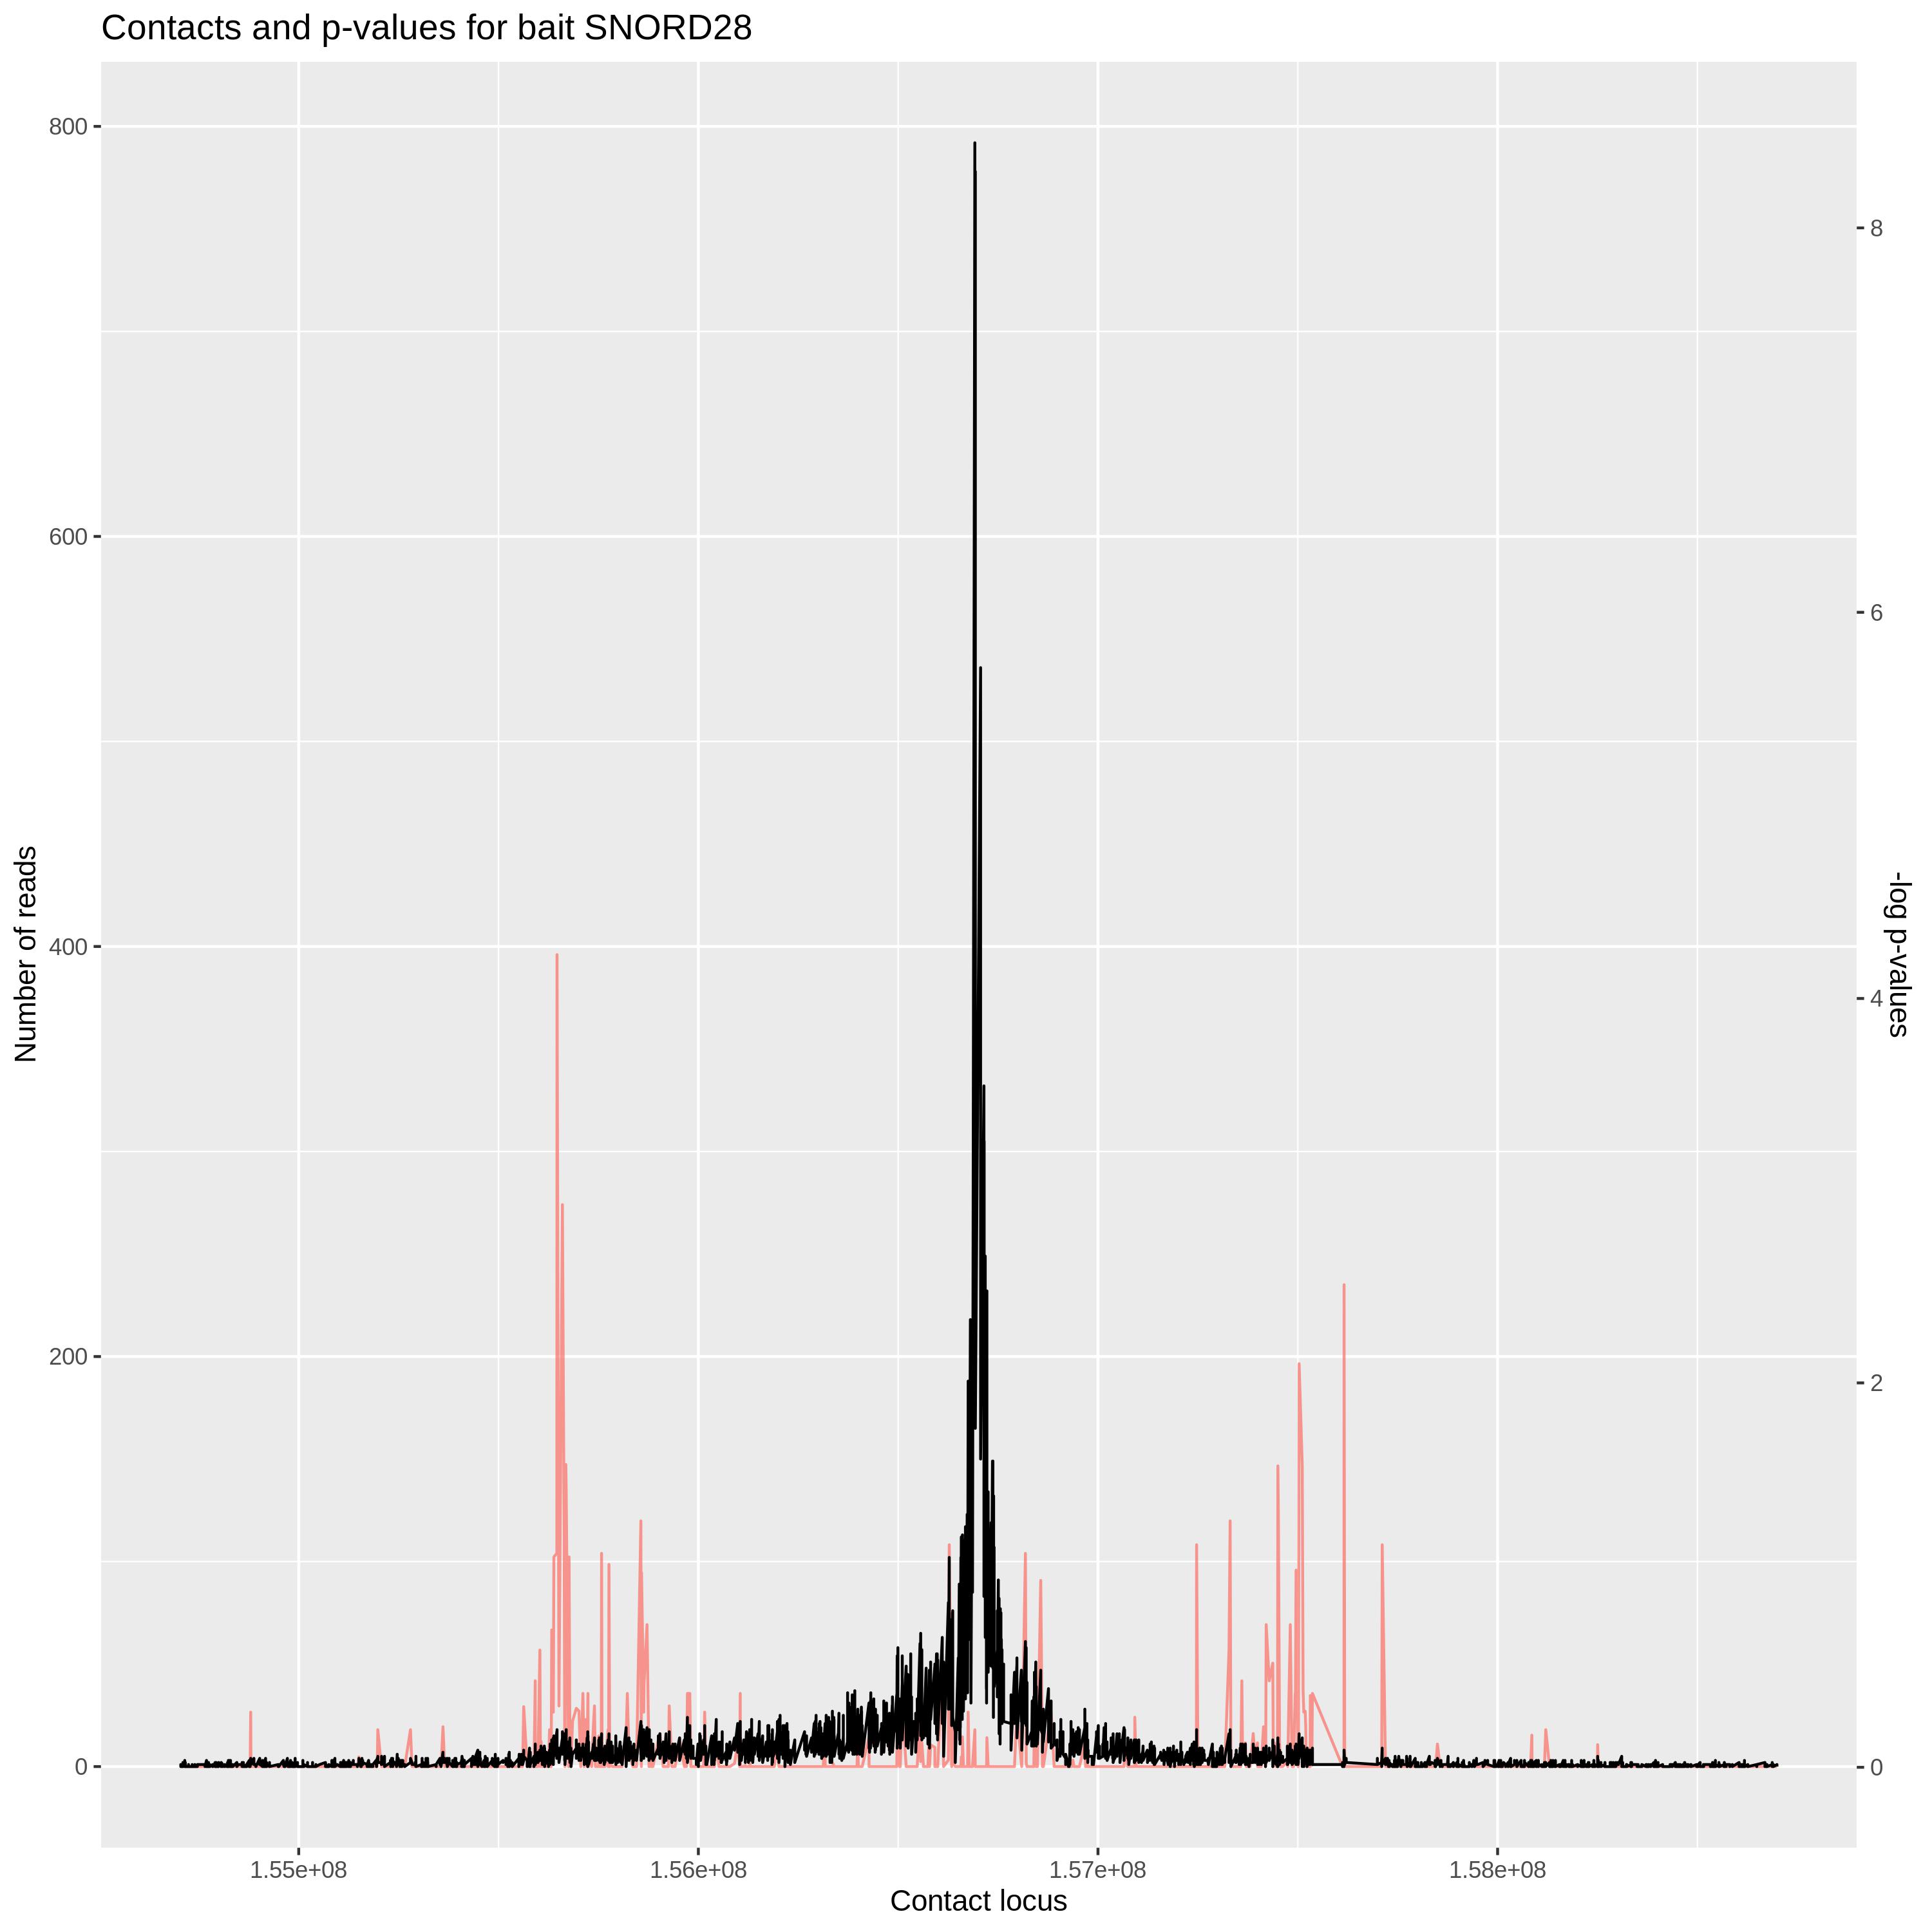 Contacts and p-values for bait SNORD28
800
600
400
200
0
Number of reads
8
6
4
2
0
-log p-values
1.55e+08
1.56e+08
1.57e+08
1.58e+08
Contact locus